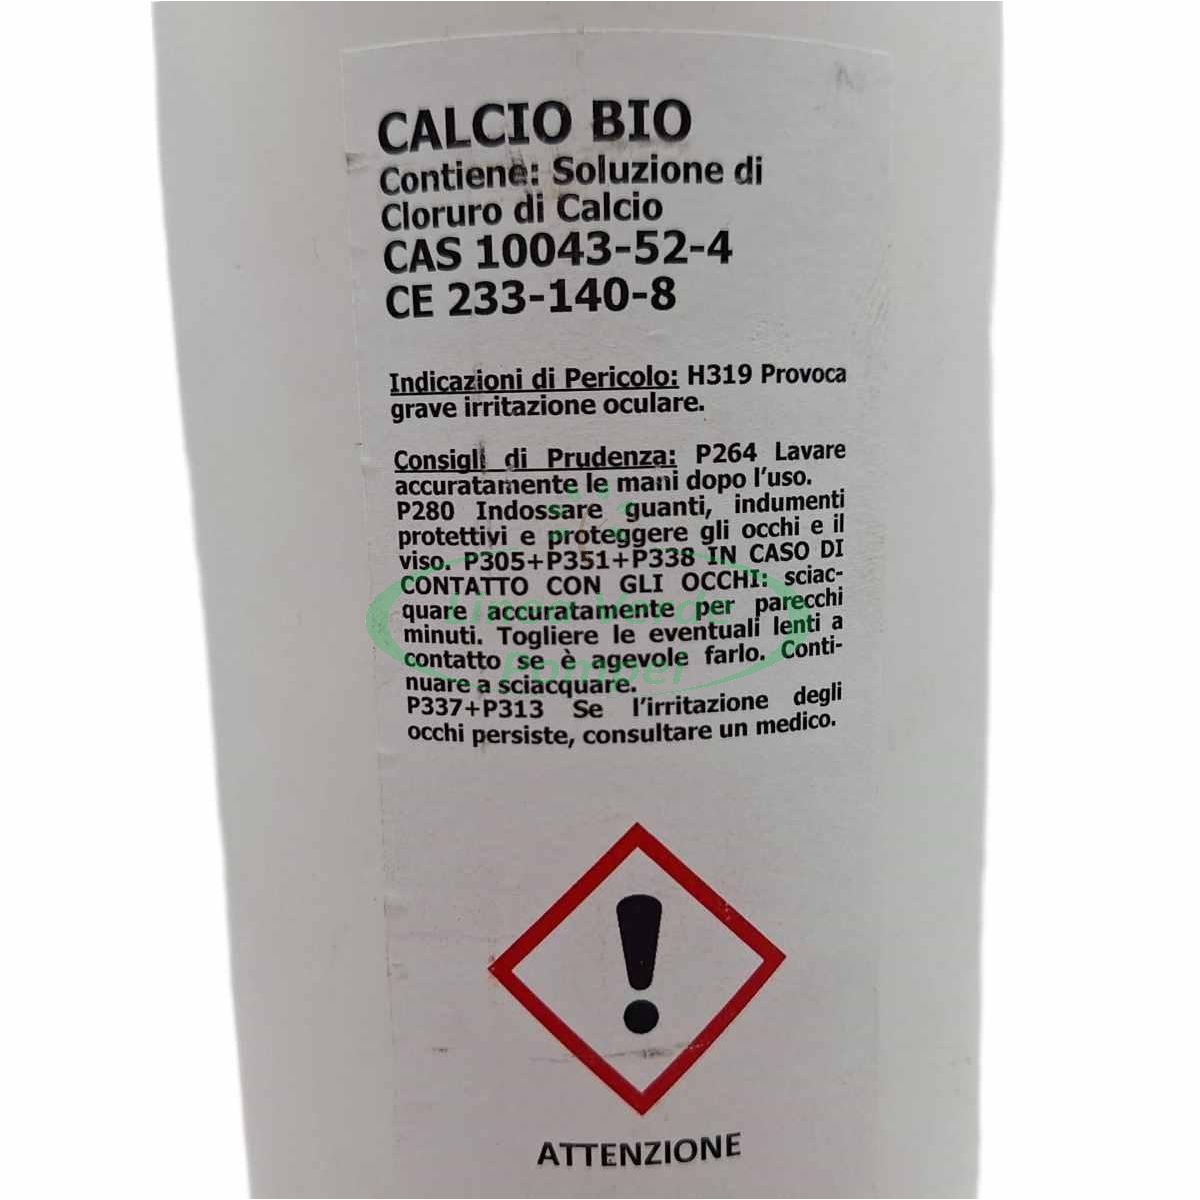 CALCIO BIO
Contiene: Soluzione di
Cloruro di Calcio
CAS 10043-52-4
CE 233-140-8
Indicazioni di Pericolo: H319 Provoca
grave irritazione oculare.
Consigli di Prudenza: P264 Lavare
accuratamente le mani dopo l'uso.
P280 Indossare guanti, indumenti
protettivi e proteggere gli occhi e il
viso. P305+P351+P338 IN CASO DI
CONTATTO CON GLI OCCHI: sciac-
quare accuratamente per parecchi
minuti. Togliere le eventuali lenti a
contatto se è agevole farlo. Conti-
nuare a sciacquare.
P337+P313 Se l'irritazione degli
occhi persiste, consultare un medico.
Linea Verde
Pomper
ATTENZIONE